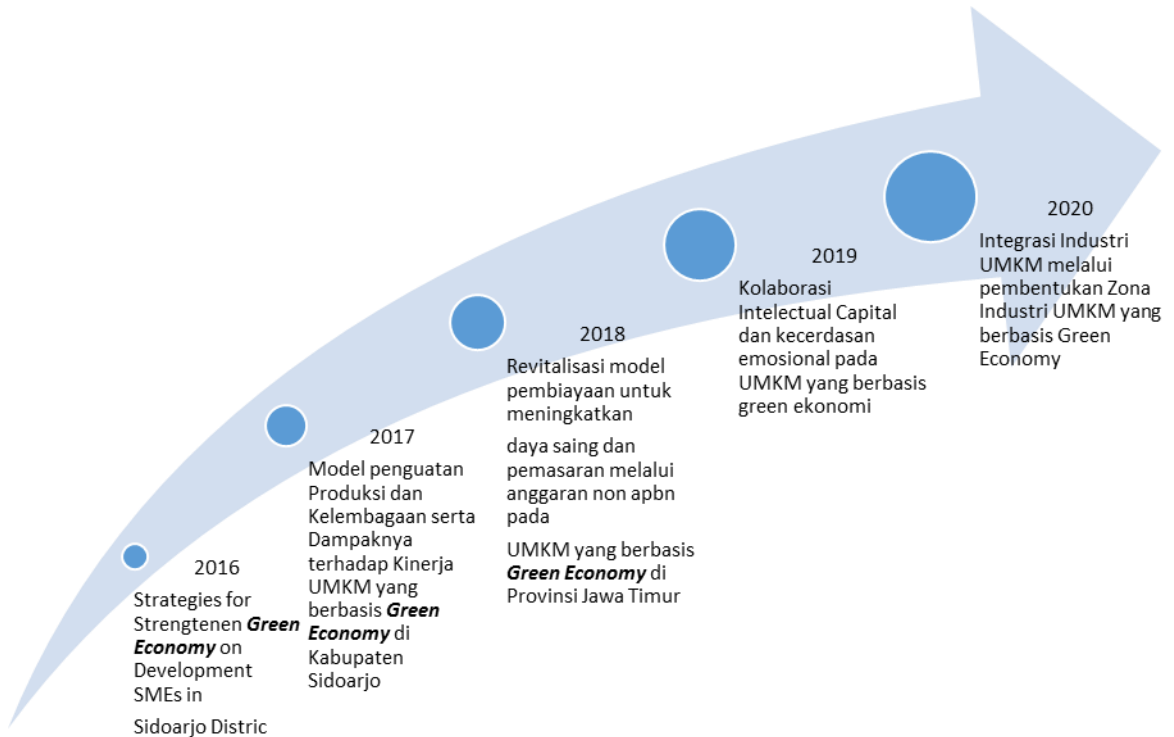 2016
Strategies for
Strengtenen Green
Economy on
Development
SMEs in
Sidoarjo Distric
2017
Model penguatan
Produksi dan
Kelembagaan serta
Dampaknya
terhadap Kinerja
UMKM yang
berbasis Green
Economy di
Kabupaten
Sidoarjo
2018
Revitalisasi model
pembiayaan untuk
meningkatkan
daya saing dan
pemasaran melalui
anggaran non apbn
pada
UMKM yang berbasis
Green Economy di
Provinsi Jawa Timur
2019
Kolaborasi
Intelectual Capital
dan kecerdasan
emosional pada
UMKM yang berbasis
green ekonomi
2020
Integrasi Industri
UMKM melalui
pembentukan Zona
Industri UMKM yang
berbasis Green
Economy